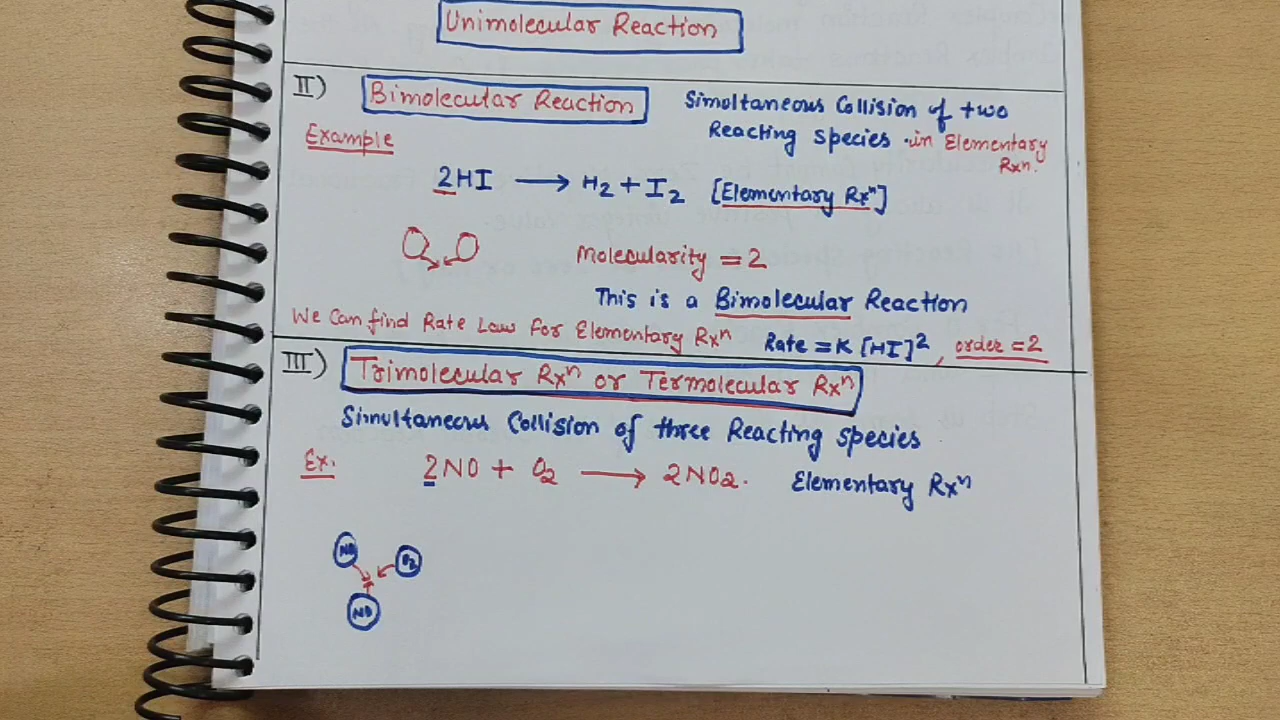 Unimolecular Reaction
II) Bimolecular Reaction
Simultaneous Collision of two
Reacting species in Elementary
Rxn.
Example
2HI ⟶ H₂ + I₂ [Elementary Rxⁿ]
Molecularity = 2
This is a Bimolecular Reaction
We Can find Rate Law for Elementary Rxⁿ
Rate = K [HI]², order = 2
III) Trimolecular Rxⁿ or Termolecular Rxⁿ
Simultaneous Collision of three Reacting species
Ex. 2NO + O₂ ⟶ 2NO₂. Elementary Rxⁿ
NO O₂
NO